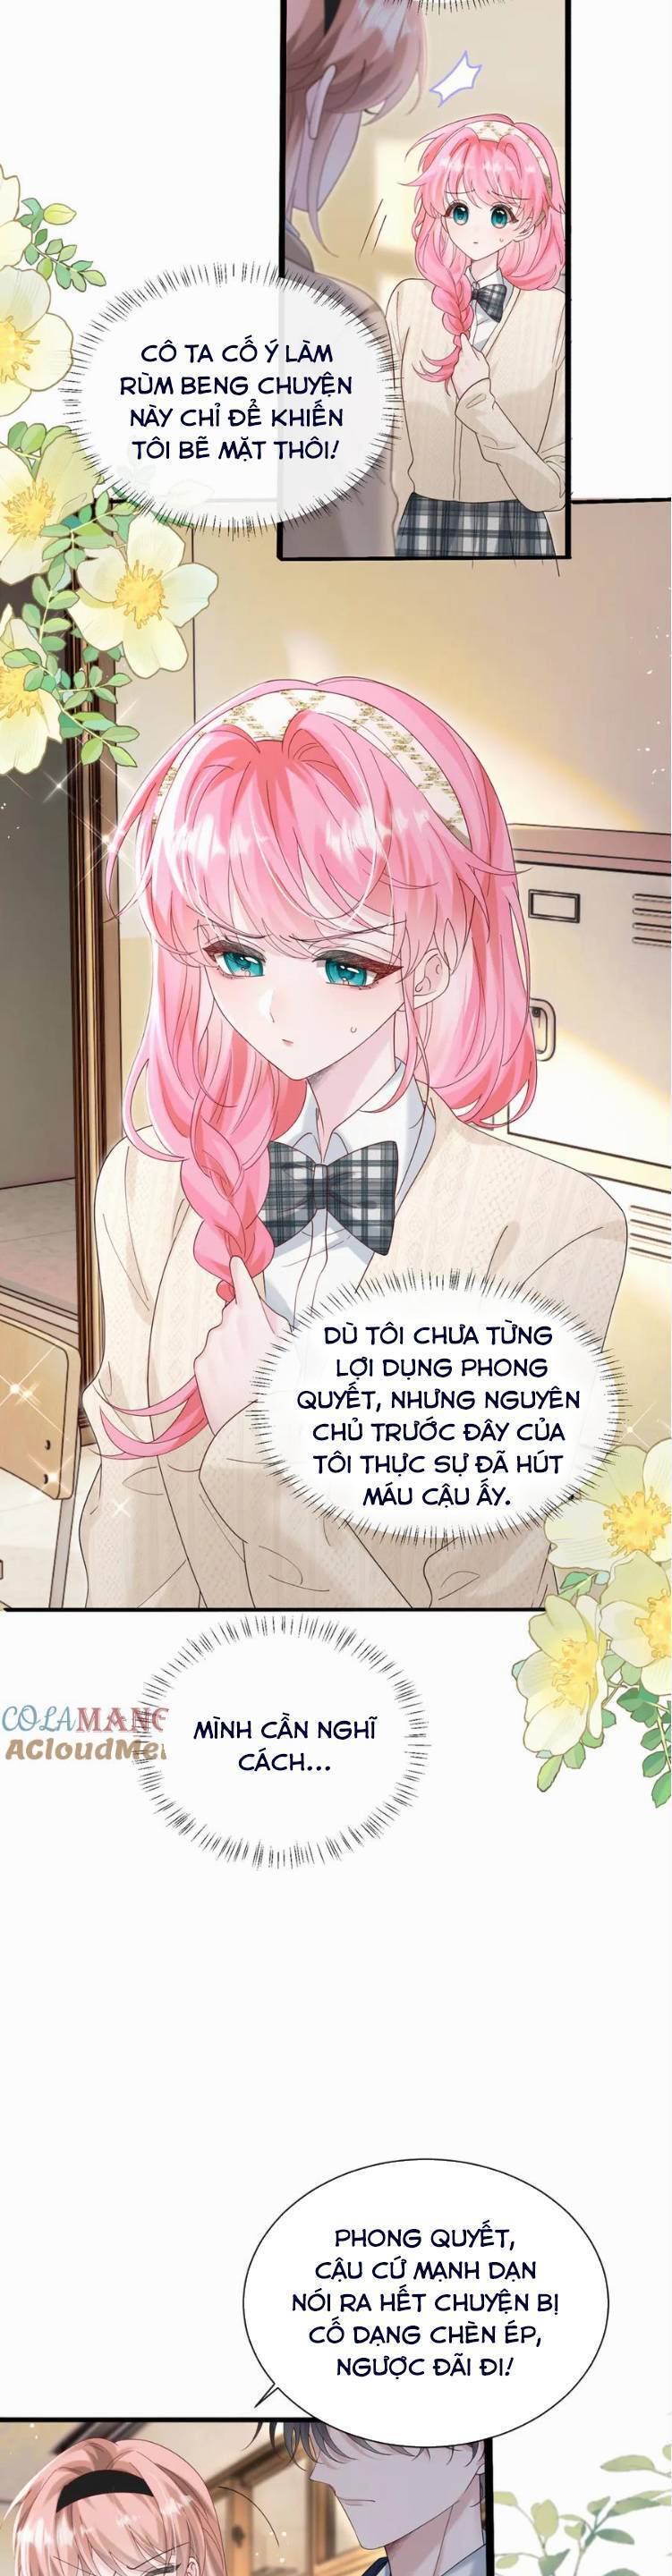 CÔ TA CỐ Ý LÀM
RÙM BENG CHUYỆN
NÀY CHỈ ĐỂ KHIẾN
TÔI BẼ MẶT THÔI!
DÙ TÔI CHƯA TỪNG
LỢI DỤNG PHONG
QUYẾT, NHƯNG NGUYÊN
CHỦ TRƯỚC ĐÂY CỦA
TÔI THỰC SỰ ĐÃ HÚT
MÁU CẬU ẤY.
COLAMANG
ACloudMer
MÌNH CẦN NGHĨ
CÁCH...
PHONG QUYẾT,
CẬU CỨ MẠNH DẠN
NÓI RA HẾT CHUYỆN BỊ
CỐ DẠNG CHÈN ÉP,
NGƯỢC ĐÃI ĐI!